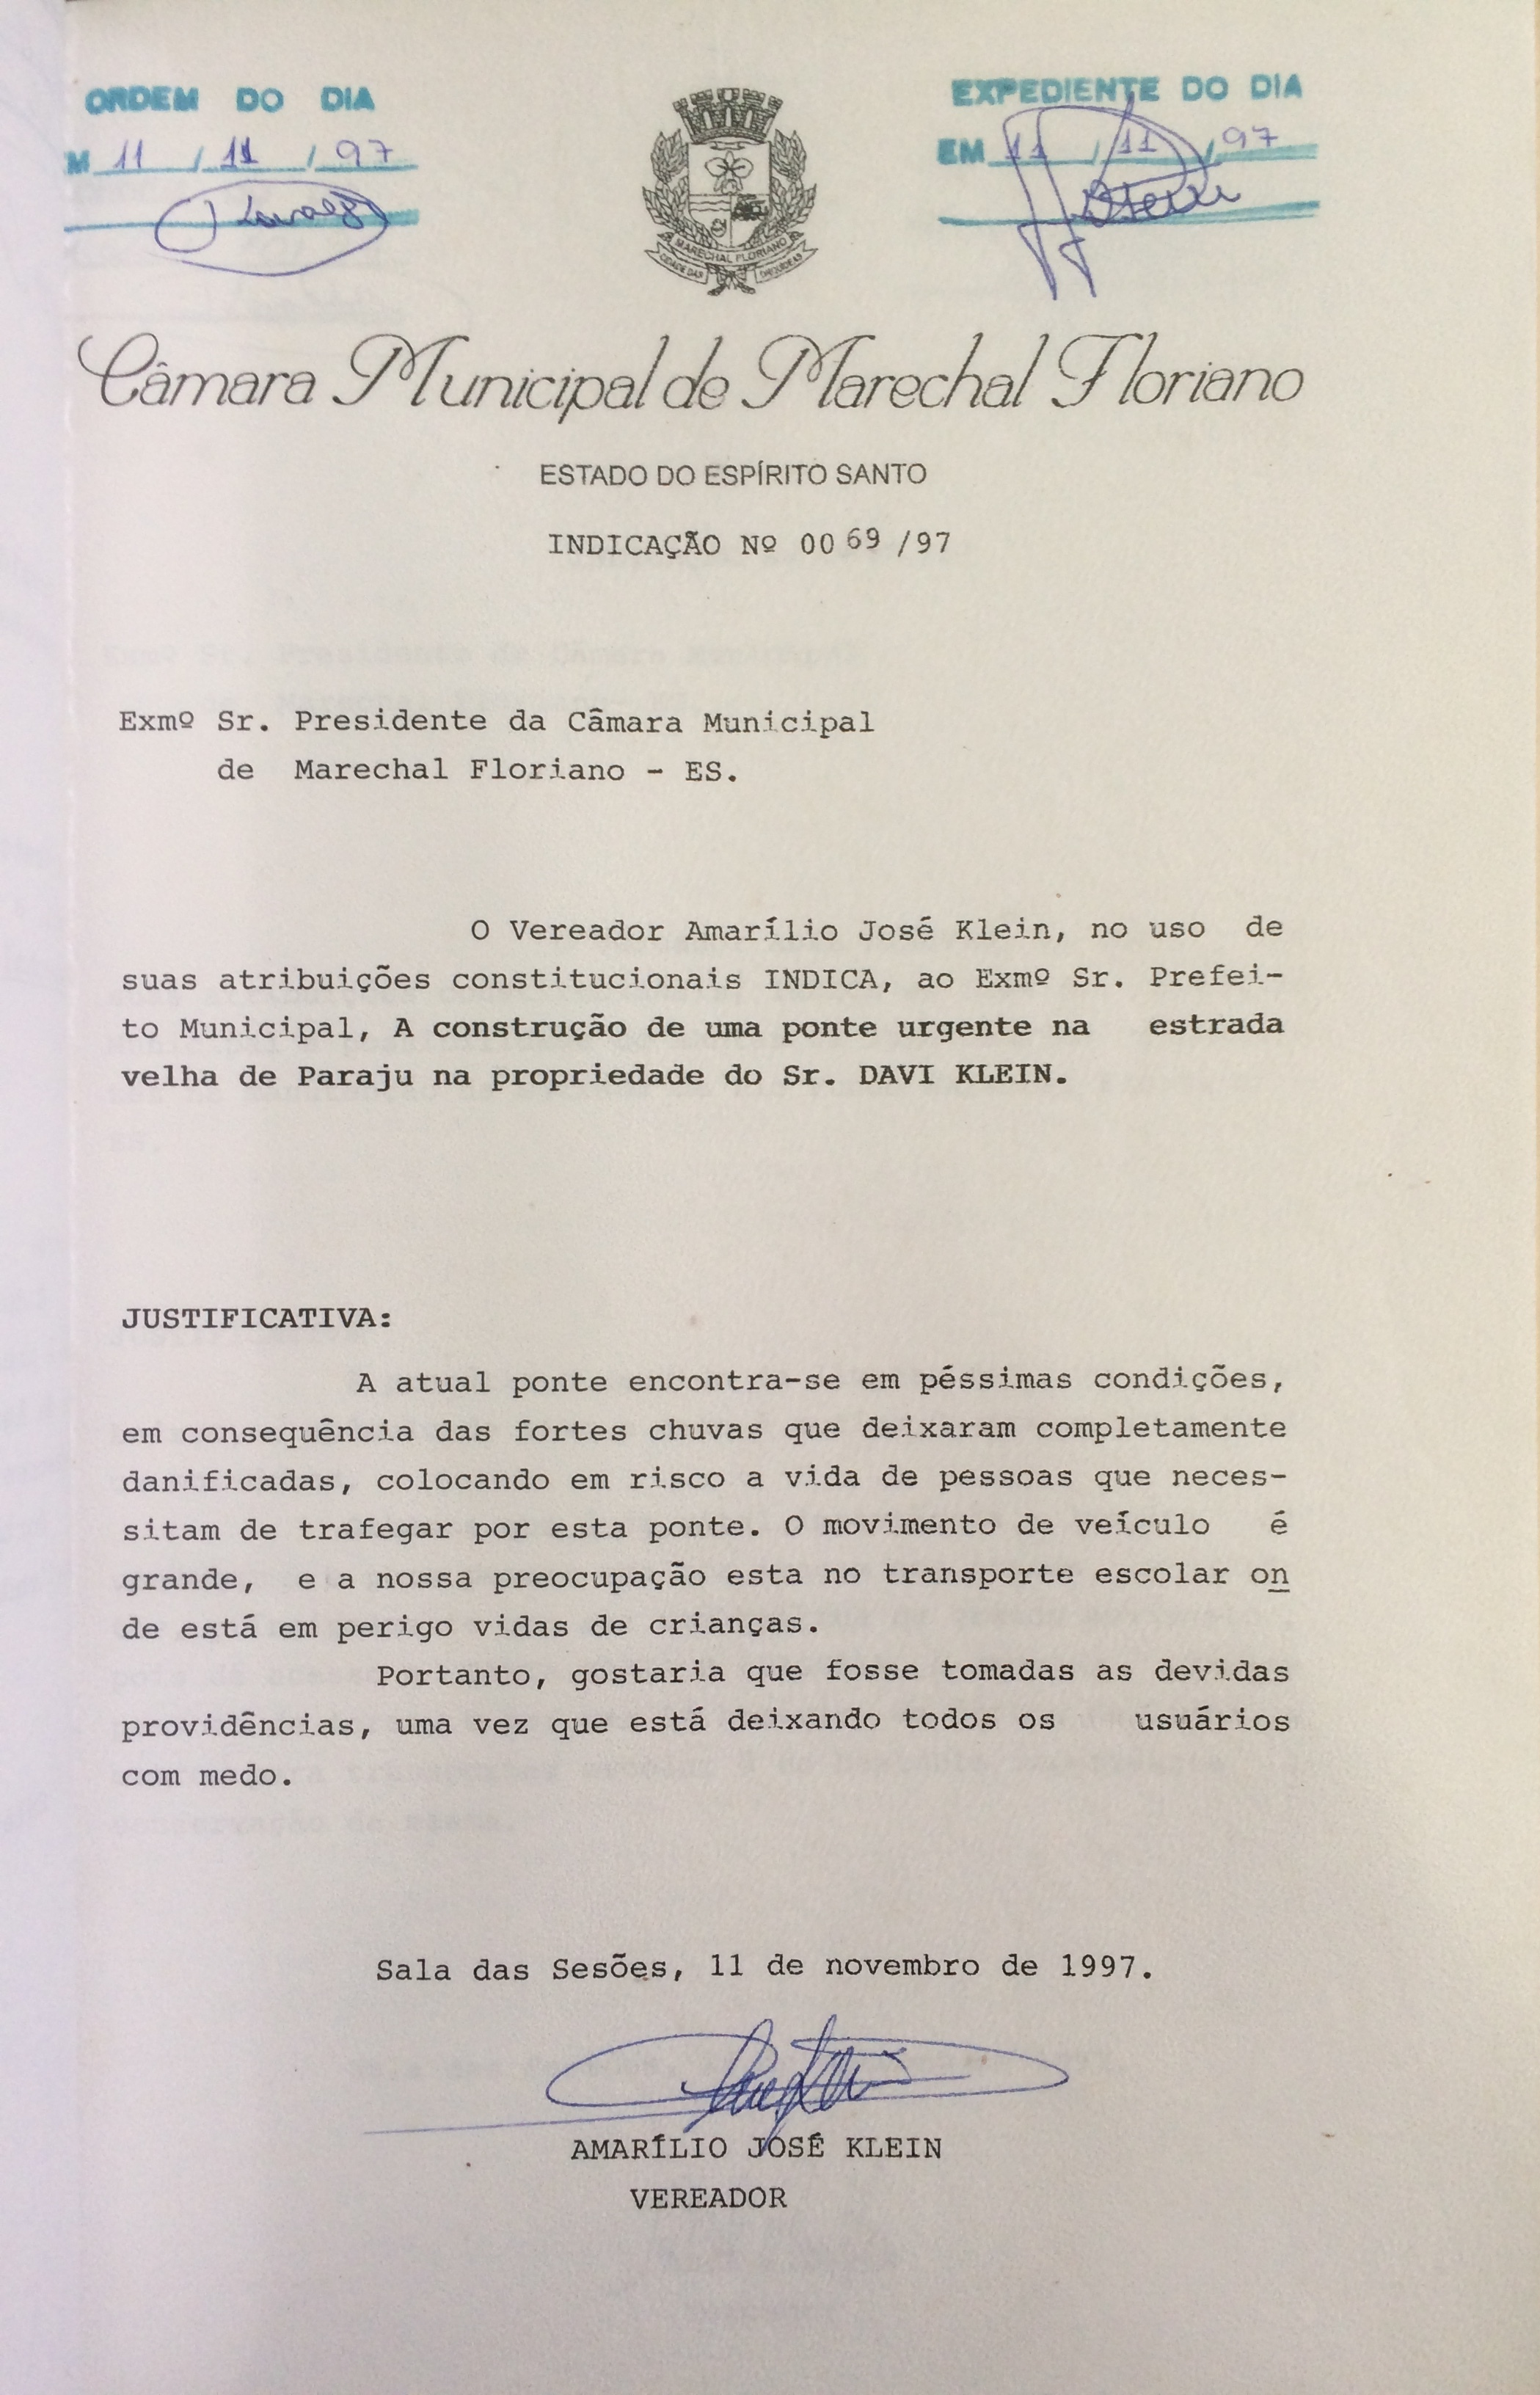 ORDEM DO DIA
M 11 / 11 / 97
EXPEDIENTE DO DIA
EM 11 / 11 / 97
MARECHAL FLORIANO
CIDADE DAS ORQUÍDEAS
Câmara Municipal de Marechal Floriano
ESTADO DO ESPÍRITO SANTO
INDICAÇÃO Nº 0069 /97
Exmº Sr. Presidente da Câmara Municipal
de Marechal Floriano - ES.
O Vereador Amarílio José Klein, no uso de
suas atribuições constitucionais INDICA, ao Exmº Sr. Prefei-
to Municipal, A construção de uma ponte urgente na estrada
velha de Paraju na propriedade do Sr. DAVI KLEIN.
JUSTIFICATIVA:
A atual ponte encontra-se em péssimas condições,
em consequência das fortes chuvas que deixaram completamente
danificadas, colocando em risco a vida de pessoas que neces-
sitam de trafegar por esta ponte. O movimento de veículo é
grande, e a nossa preocupação esta no transporte escolar on
de está em perigo vidas de crianças.
Portanto, gostaria que fosse tomadas as devidas
providências, uma vez que está deixando todos os usuários
com medo.
Sala das Sesões, 11 de novembro de 1997.
AMARÍLIO JOSÉ KLEIN
VEREADOR